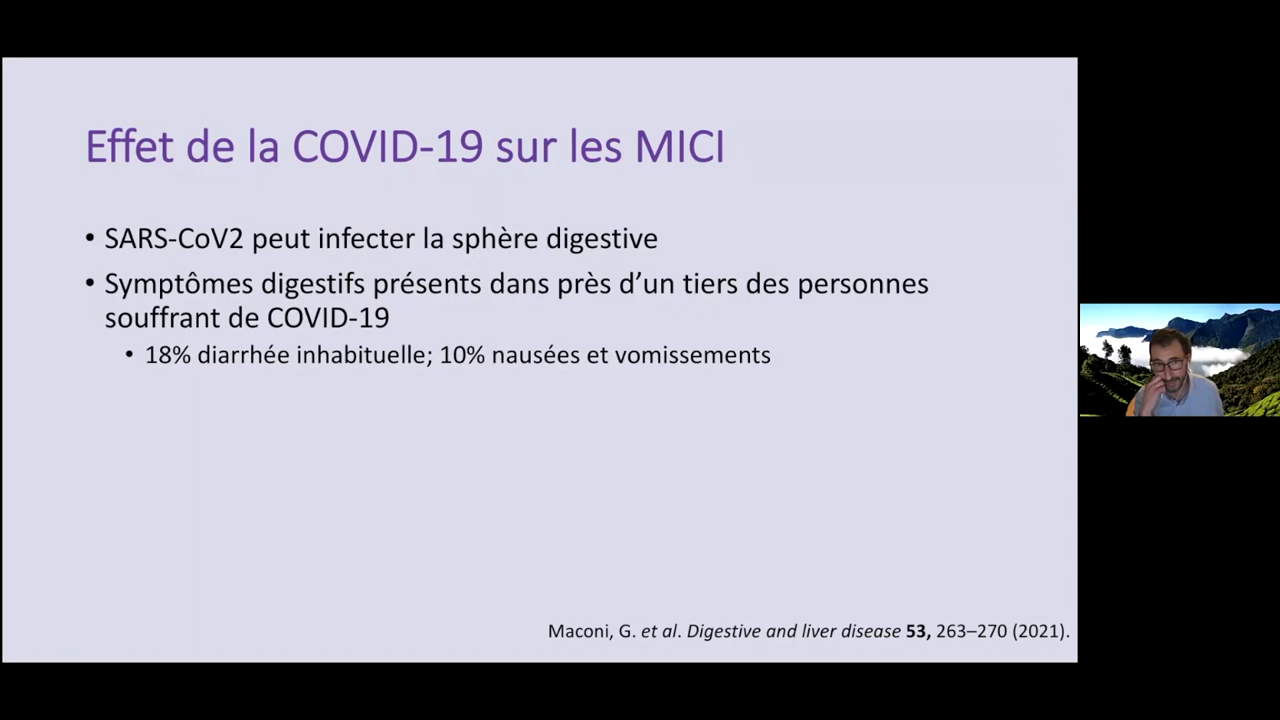 Effet de la COVID-19 sur les MICI
• SARS-CoV2 peut infecter la sphère digestive
• Symptômes digestifs présents dans près d’un tiers des personnes
souffrant de COVID-19
• 18% diarrhée inhabituelle; 10% nausées et vomissements
Maconi, G. et al. Digestive and liver disease 53, 263–270 (2021).